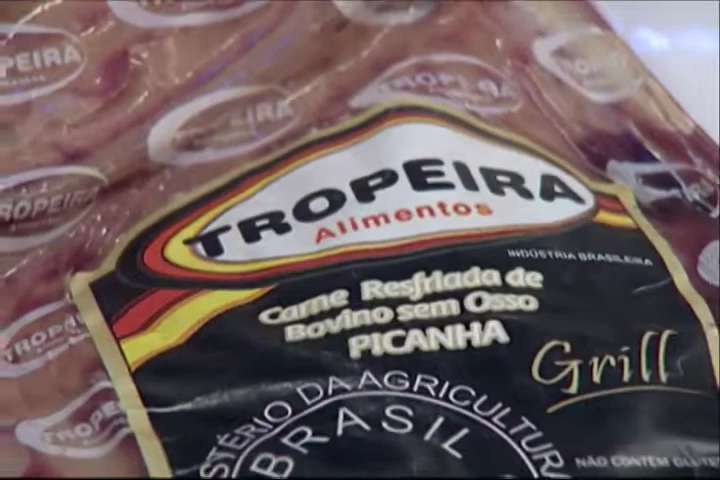 TROPEIRA
TROPEIRA
TROPEIRA
TROPEIRA
Alimentos
INDÚSTRIA BRASILEIRA
Carne Resfriada de
Bovino sem Osso
PICANHA
Grill
MINISTÉRIO DA AGRICULTURA
BRASIL
NÃO CONTÉM GLÚTEN